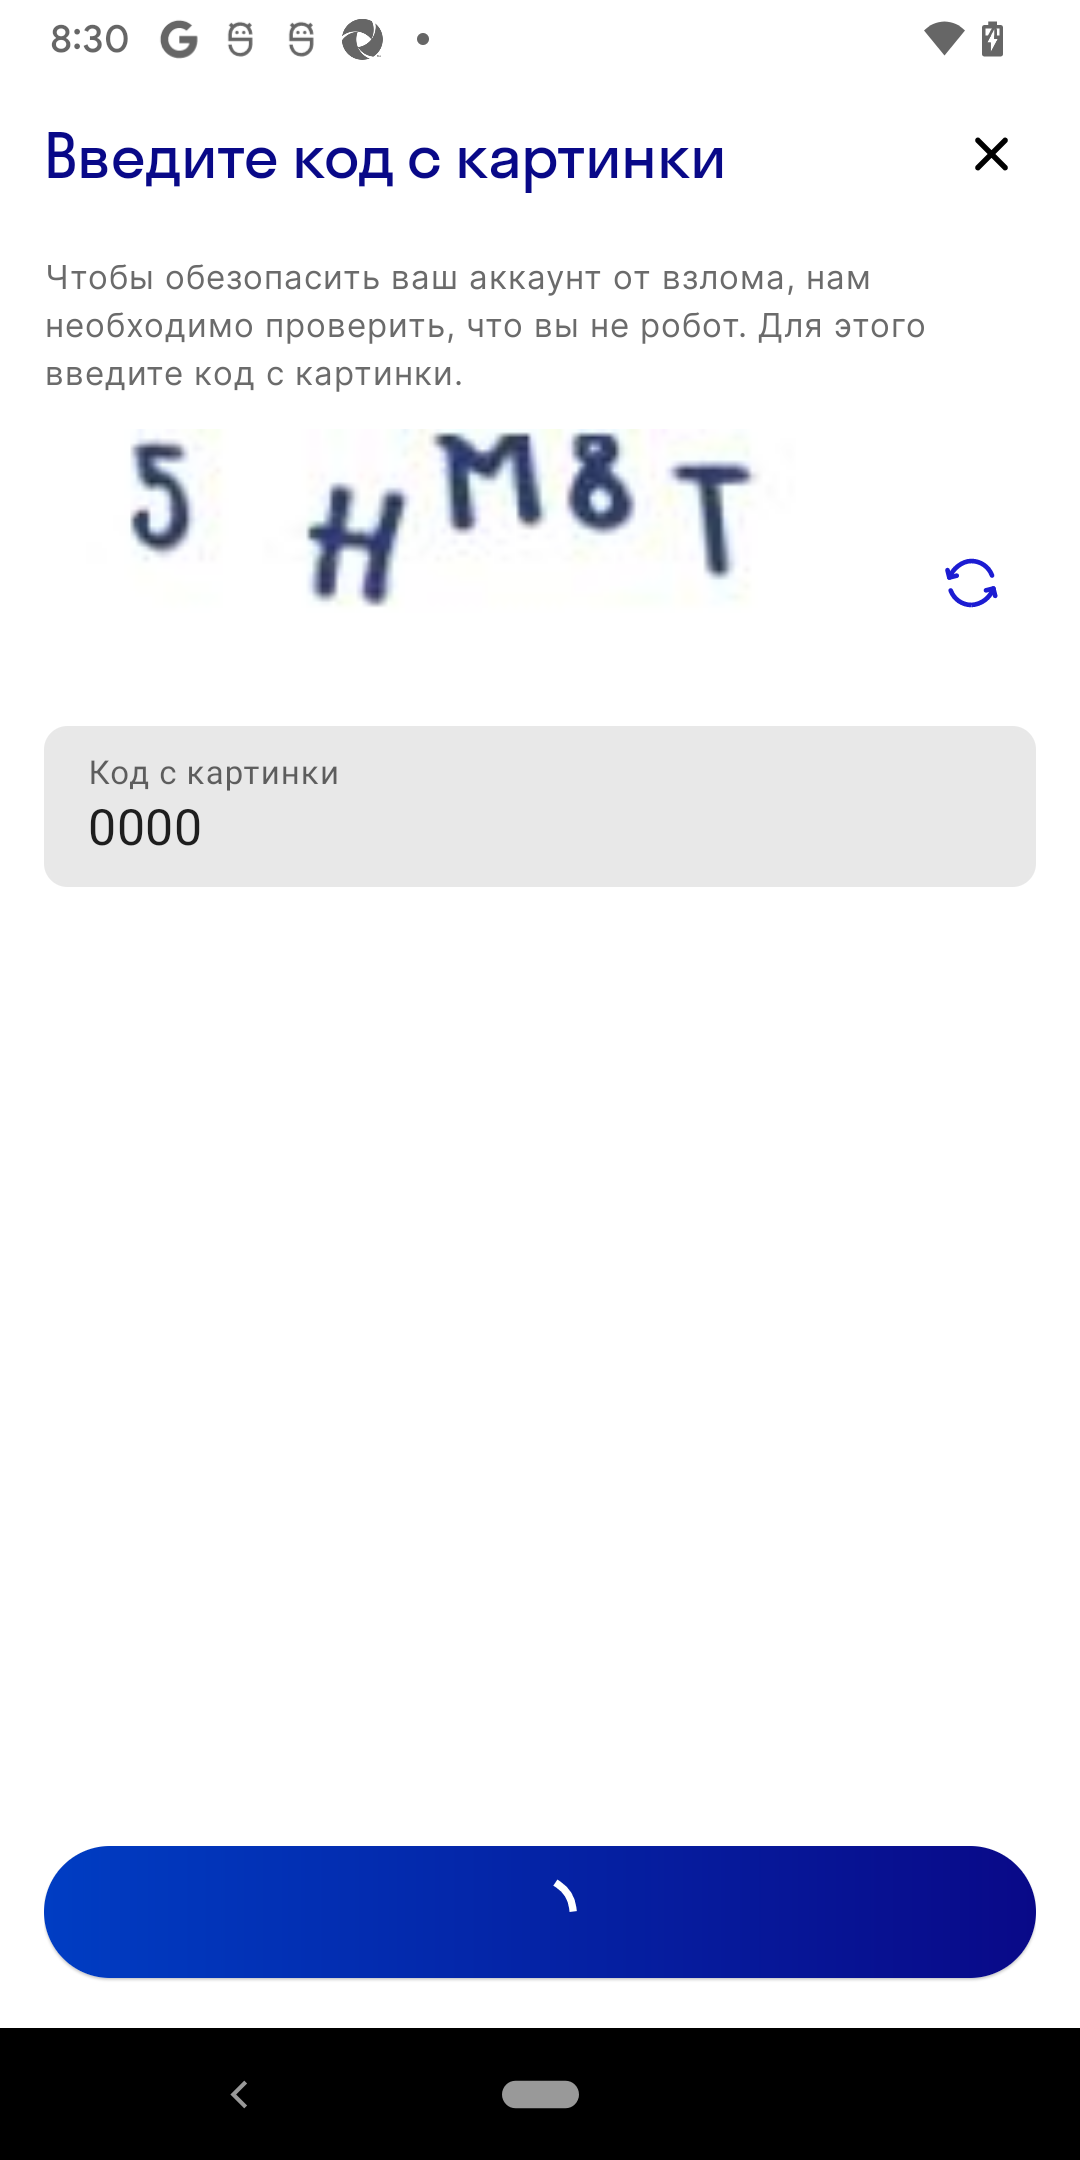 8:30
Введите код с картинки
Чтобы обезопасить ваш аккаунт от взлома, нам
необходимо проверить, что вы не робот. Для этого
введите код с картинки.
5 HM8T
Код с картинки
0000